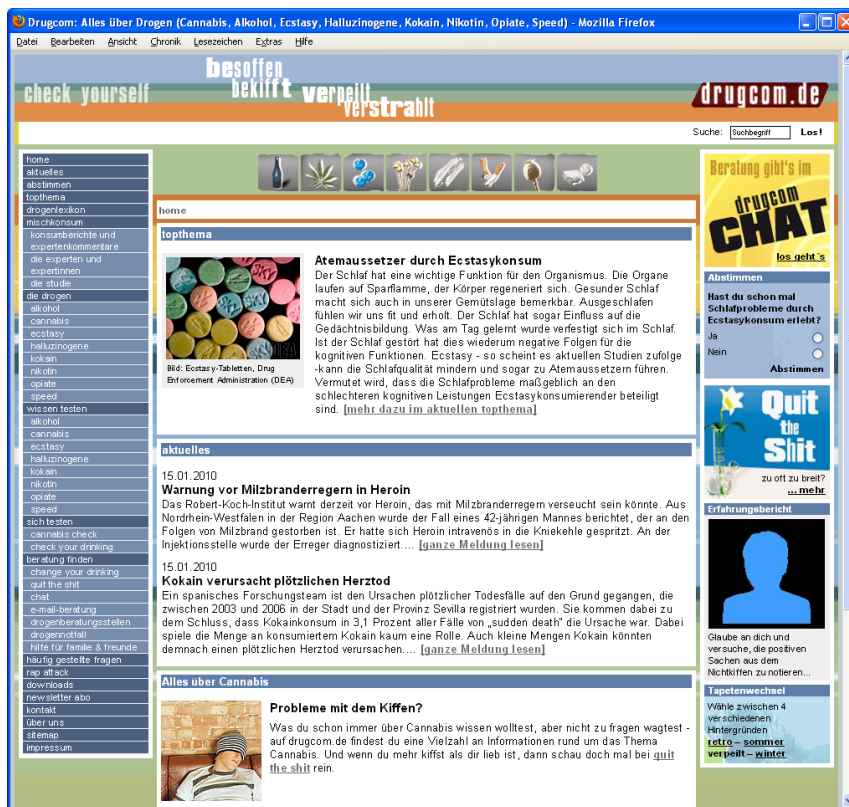 Drugcom: Alles über Drogen (Cannabis, Alkohol, Ecstasy, Halluzinogene, Kokain, Nikotin, Opiate, Speed) - Mozilla Firefox
Datei Bearbeiten Ansicht Chronik Lesezeichen Extras Hilfe
check yourself
besoffen
bekifft verpeilt
verstrahlt
drugcom.de
Suche: Suchbegriff Los!
home
aktuelles
abstimmen
topthema
drogenlexikon
mischkonsum
konsumberichte und
expertenkommentare
die experten und
expertinnen
die studie
die drogen
alkohol
cannabis
ecstasy
halluzinogene
kokain
nikotin
opiate
speed
wissen testen
alkohol
cannabis
ecstasy
halluzinogene
kokain
nikotin
opiate
speed
sich testen
cannabis check
check your drinking
beratung finden
change your drinking
quit the shit
chat
e-mail-beratung
drogenberatungsstellen
drogennotfall
hilfe für familie & freunde
häufig gestellte fragen
rap attack
downloads
newsletter abo
kontakt
über uns
sitemap
impressum
home
topthema
SKY
DEA
Bild: Ecstasy-Tabletten, Drug
Enforcement Administration (DEA)
Atemaussetzer durch Ecstasykonsum
Der Schlaf hat eine wichtige Funktion für den Organismus. Die Organe
laufen auf Sparflamme, der Körper regeneriert sich. Gesunder Schlaf
macht sich auch in unserer Gemütslage bemerkbar. Ausgeschlafen
fühlen wir uns fit und erholt. Der Schlaf hat sogar Einfluss auf die
Gedächtnisbildung. Was am Tag gelernt wurde verfestigt sich im Schlaf.
Ist der Schlaf gestört hat dies wiederum negative Folgen für die
kognitiven Funktionen. Ecstasy - so scheint es aktuellen Studien zufolge
-kann die Schlafqualität mindern und sogar zu Atemaussetzern führen.
Vermutet wird, dass die Schlafprobleme maßgeblich an den
schlechteren kognitiven Leistungen Ecstasykonsumierender beteiligt
sind. [mehr dazu im aktuellen topthema]
aktuelles
15.01.2010
Warnung vor Milzbranderregern in Heroin
Das Robert-Koch-Institut warnt derzeit vor Heroin, das mit Milzbranderregern verseucht sein könnte. Aus
Nordrhein-Westfalen in der Region Aachen wurde der Fall eines 42-jährigen Mannes berichtet, der an den
Folgen von Milzbrand gestorben ist. Er hatte sich Heroin intravenös in die Kniekehle gespritzt. An der
Injektionsstelle wurde der Erreger diagnostiziert.... [ganze Meldung lesen]
15.01.2010
Kokain verursacht plötzlichen Herztod
Ein spanisches Forschungsteam ist den Ursachen plötzlicher Todesfälle auf den Grund gegangen, die
zwischen 2003 und 2006 in der Stadt und der Provinz Sevilla registriert wurden. Sie kommen dabei zu
dem Schluss, dass Kokainkonsum in 3,1 Prozent aller Fälle von „sudden death" die Ursache war. Dabei
spiele die Menge an konsumiertem Kokain kaum eine Rolle. Auch kleine Mengen Kokain könnten
demnach einen plötzlichen Herztod verursachen.... [ganze Meldung lesen]
Alles über Cannabis
Probleme mit dem Kiffen?
Was du schon immer über Cannabis wissen wolltest, aber nicht zu fragen wagtest -
auf drugcom.de findest du eine Vielzahl an Informationen rund um das Thema
Cannabis. Und wenn du mehr kiffst als dir lieb ist, dann schau doch mal bei quit
the shit rein.
Beratung gibt's im
drugcom
CHAT
los geht´s
Abstimmen
Hast du schon mal
Schlafprobleme durch
Ecstasykonsum erlebt?
Ja
Nein
Abstimmen
Quit
the
Shit
zu oft zu breit?
... mehr
Erfahrungsbericht
Glaube an dich und
versuche, die positiven
Sachen aus dem
Nichtkiffen zu notieren...
Tapetenwechsel
Wähle zwischen 4
verschiedenen
Hintergründen
retro – sommer
verpeilt – winter